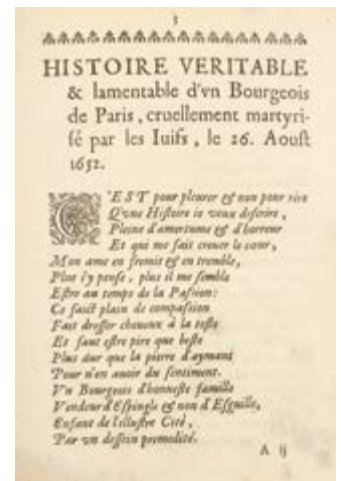 3
HISTOIRE VERITABLE
& lamentable d'vn Bourgeois
de Paris, cruellement martyri-
sé par les Iuifs, le 26. Aoust
1652.
C'EST pour pleurer & non pour rire
Qu'vne Histoire ie veux descrire,
Pleine d'amertume & d'horreur
Et qui me fait creuer le cœur,
Mon ame en fremit & en tremble,
Plus i'y pense, plus il me semble
Estre au temps de la Passion:
Ce faict plain de compassion
Fait dresser cheueux à la teste
Et faut estre pire que beste
Plus dur que la pierre d'aymant
Pour n'en auoir du sentiment.
Vn Bourgeois d'honneste famille
Vendeur d'Espingle & non d'Esguille,
Enfant de l'illustre Cité,
Par vn dessein premedité.
A ij